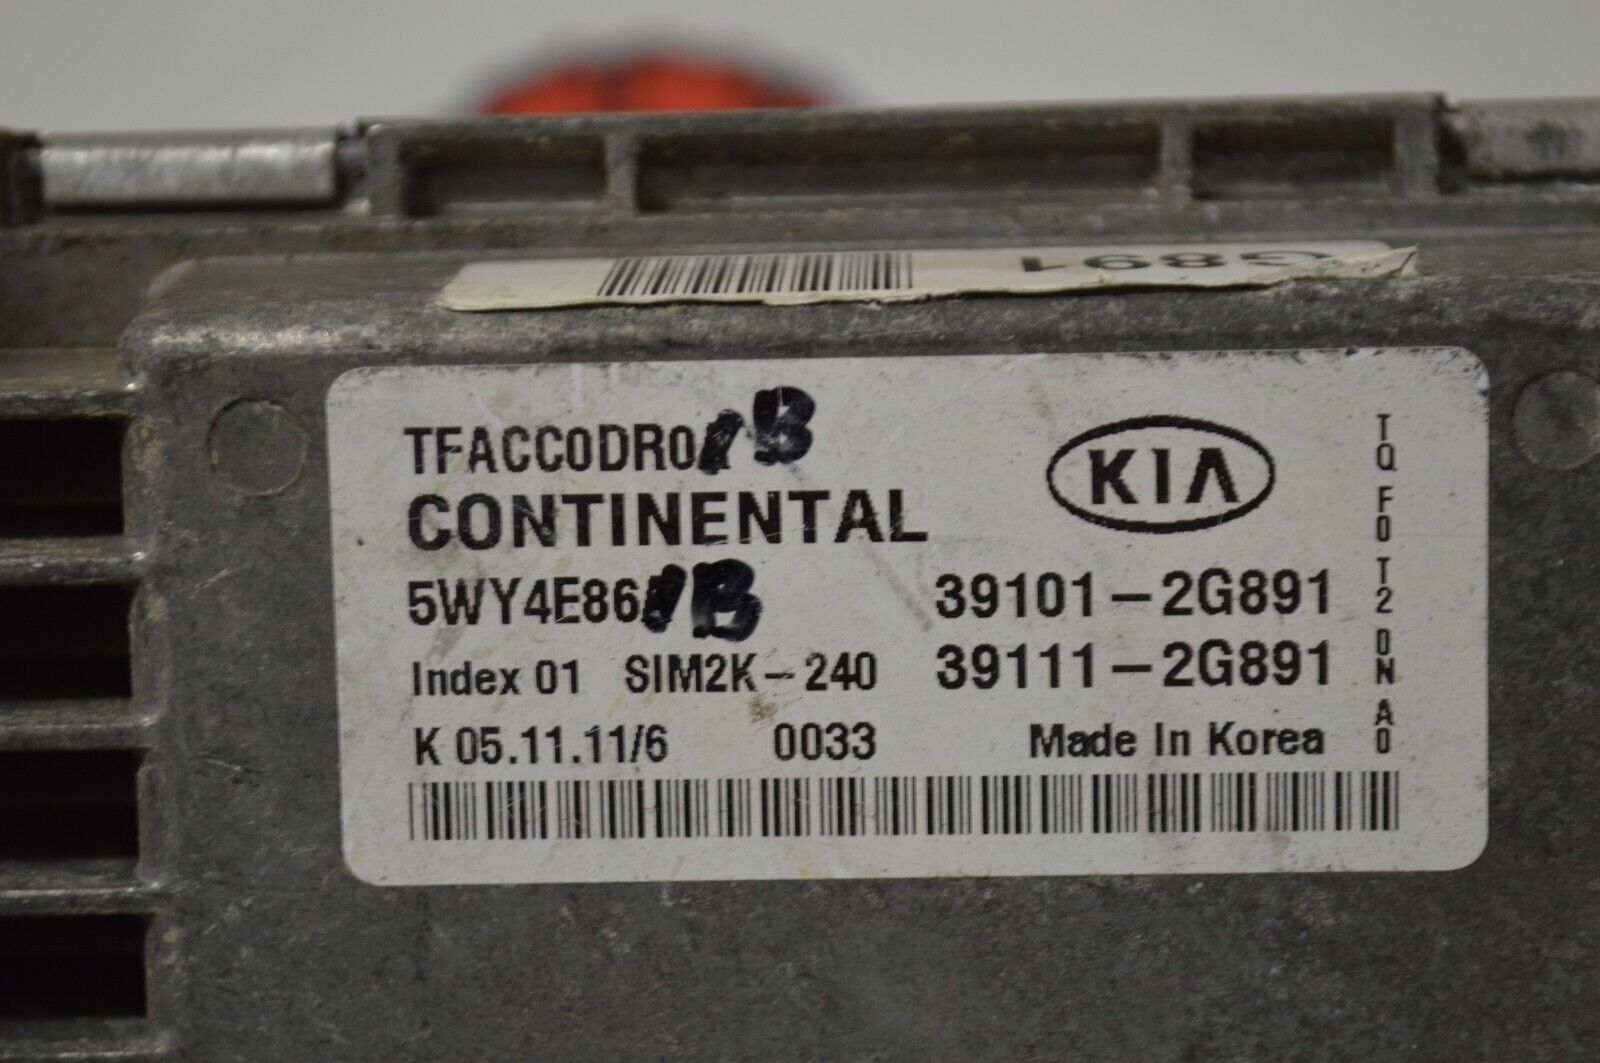 G891
TFACC0DR0 B
CONTINENTAL
KIA
5WY4E86 B
39101-2G891
Index 01 SIM2K-240
39111-2G891
K 05.11.11/6 0033 Made In Korea
TQ F0 T2 0N A0